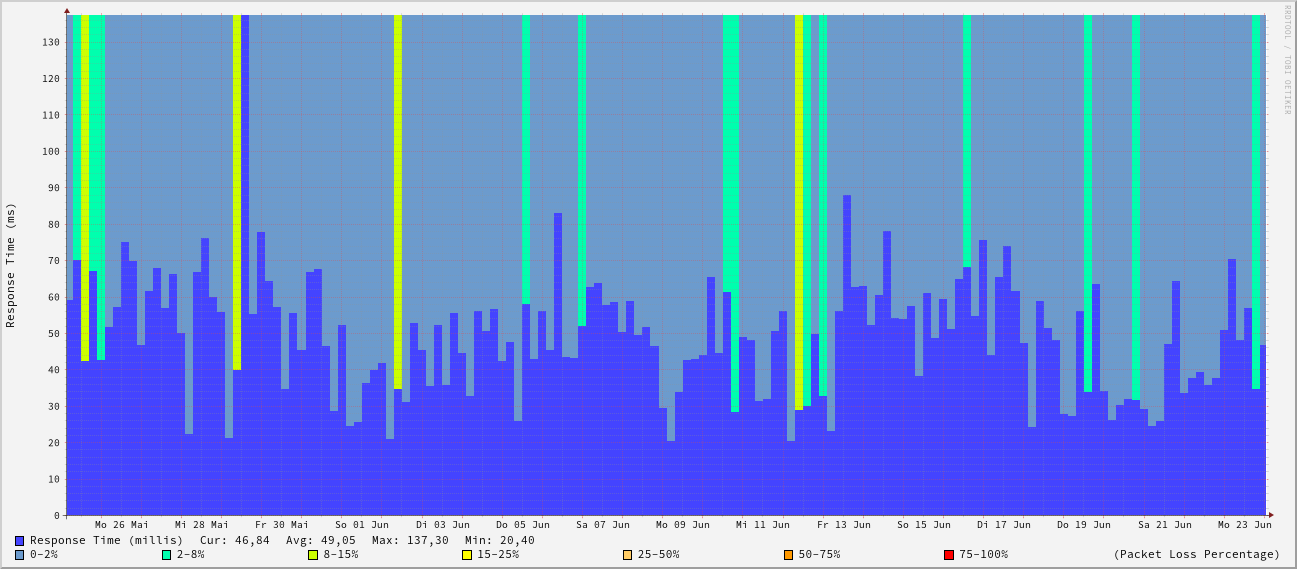 RRDTOOL / TOBI OETIKER
Response Time (ms)
130
120
110
100
90
80
70
60
50
40
30
20
10
0
Mo 26 Mai Mi 28 Mai Fr 30 Mai So 01 Jun Di 03 Jun Do 05 Jun Sa 07 Jun Mo 09 Jun Mi 11 Jun Fr 13 Jun So 15 Jun Di 17 Jun Do 19 Jun Sa 21 Jun Mo 23 Jun
Response Time (millis) Cur: 46,84 Avg: 49,05 Max: 137,30 Min: 20,40
0-2% 2-8% 8-15% 15-25% 25-50% 50-75% 75-100% (Packet Loss Percentage)